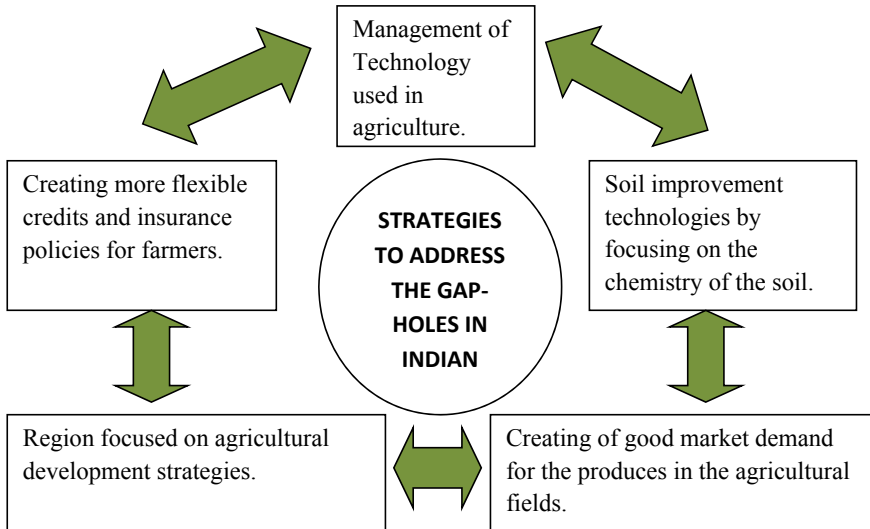 Management of
Technology
used in
agriculture.
Creating more flexible
credits and insurance
policies for farmers.
STRATEGIES
TO ADDRESS
THE GAP-
HOLES IN
INDIAN
Soil improvement
technologies by
focusing on the
chemistry of the soil.
Region focused on agricultural
development strategies.
Creating of good market demand
for the produces in the agricultural
fields.